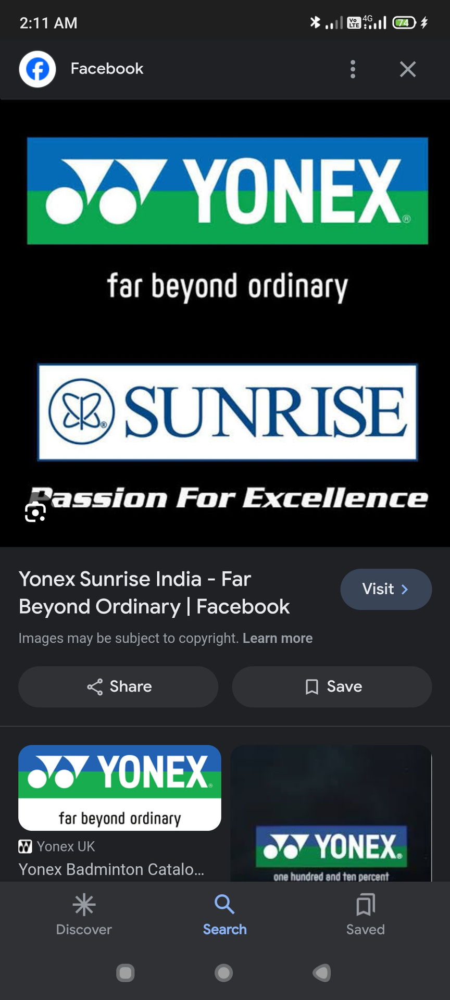 2:11 AM
Vo
LTE
4G
74
Facebook
YONEX®
far beyond ordinary
® SUNRISE
Passion For Excellence
Yonex Sunrise India - Far
Beyond Ordinary | Facebook
Visit
Images may be subject to copyright. Learn more
Share
Save
YONEX®
far beyond ordinary
Yonex UK
Yonex Badminton Catalo...
YONEX®
one hundred and ten percent
Discover
Search
Saved